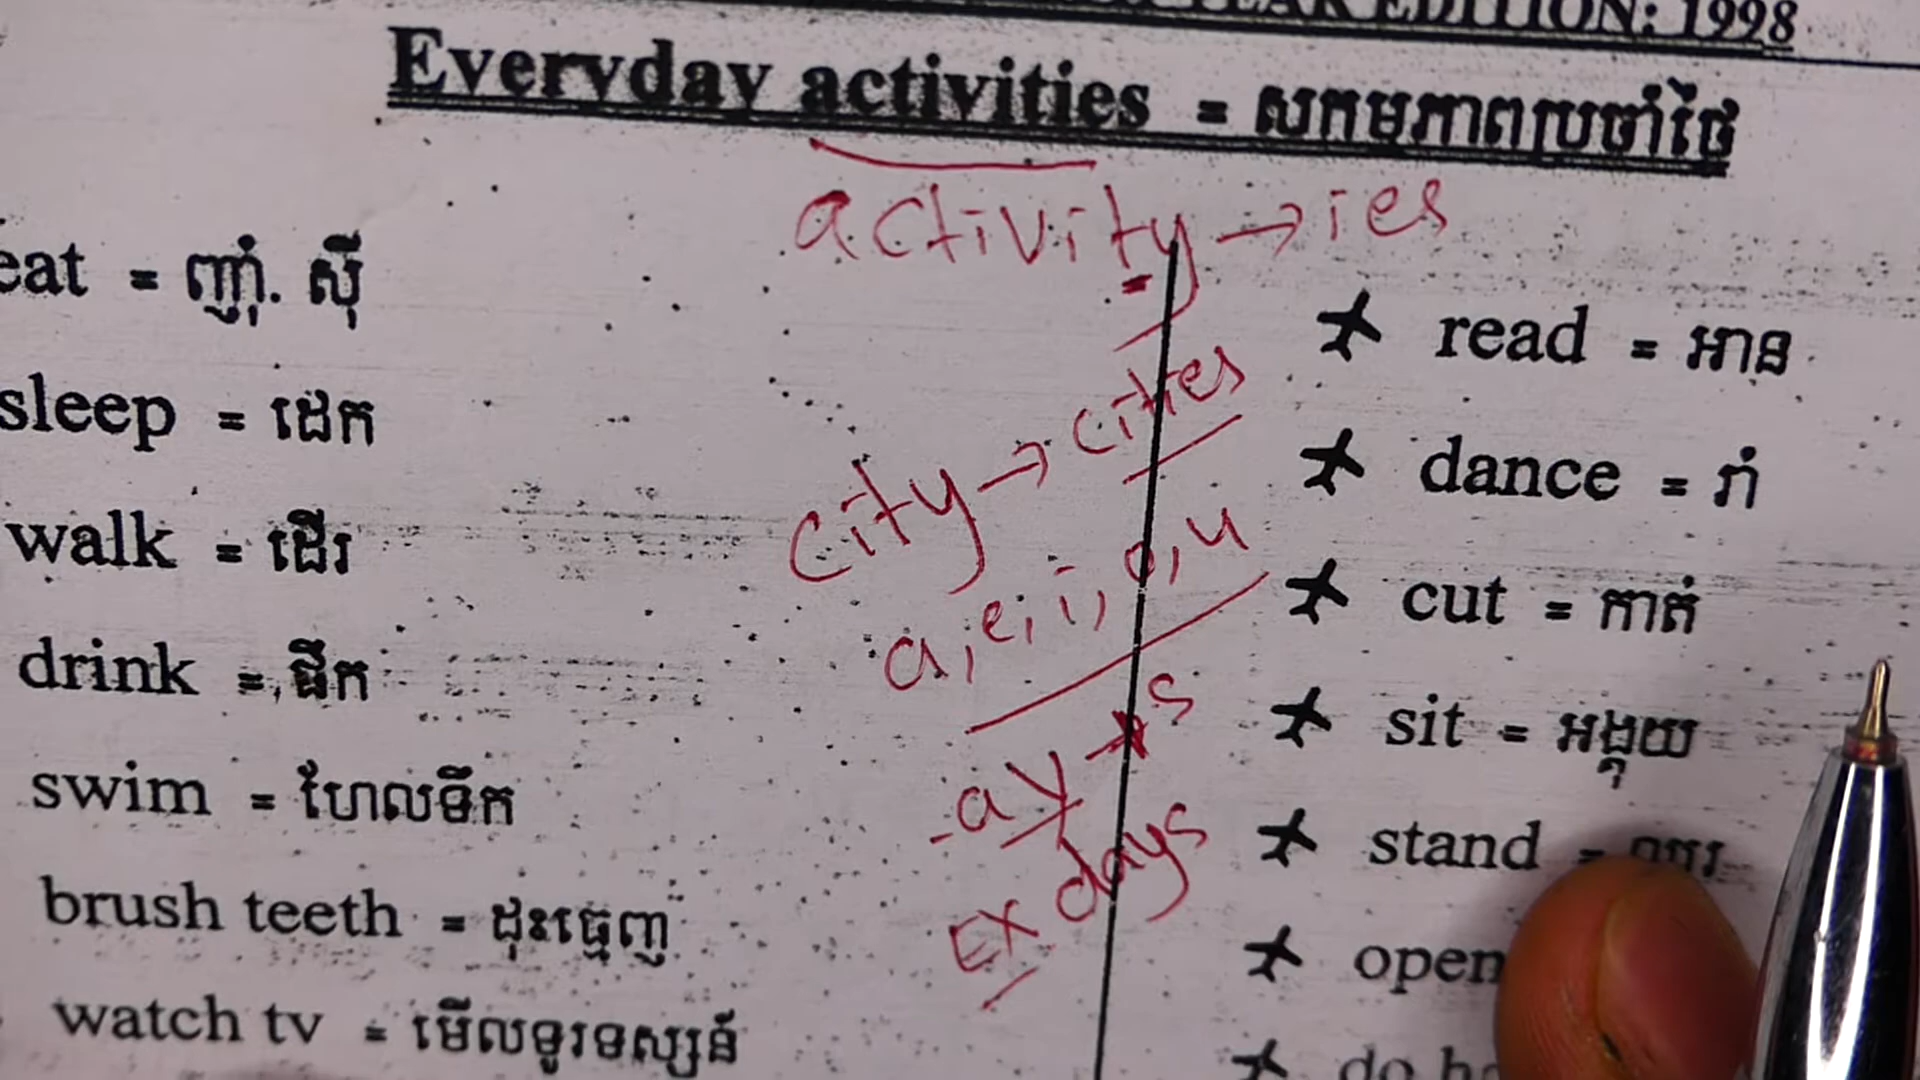 EDITION: 1998
Everyday activities = សកម្មភាពប្រចាំថ្ងៃ
activity → ies
eat = ញ៉ាំ. ស៊ី
sleep = ដេក
walk = ដើរ
drink = ផឹក
swim = ហែលទឹក
brush teeth = ដុះធ្មេញ
watch tv = មើលទូរទស្សន៍
city → cities
a, e, i, o, u
-ay → s
Ex days
read = អាន
dance = រាំ
cut = កាត់
sit = អង្គុយ
stand =
open
do